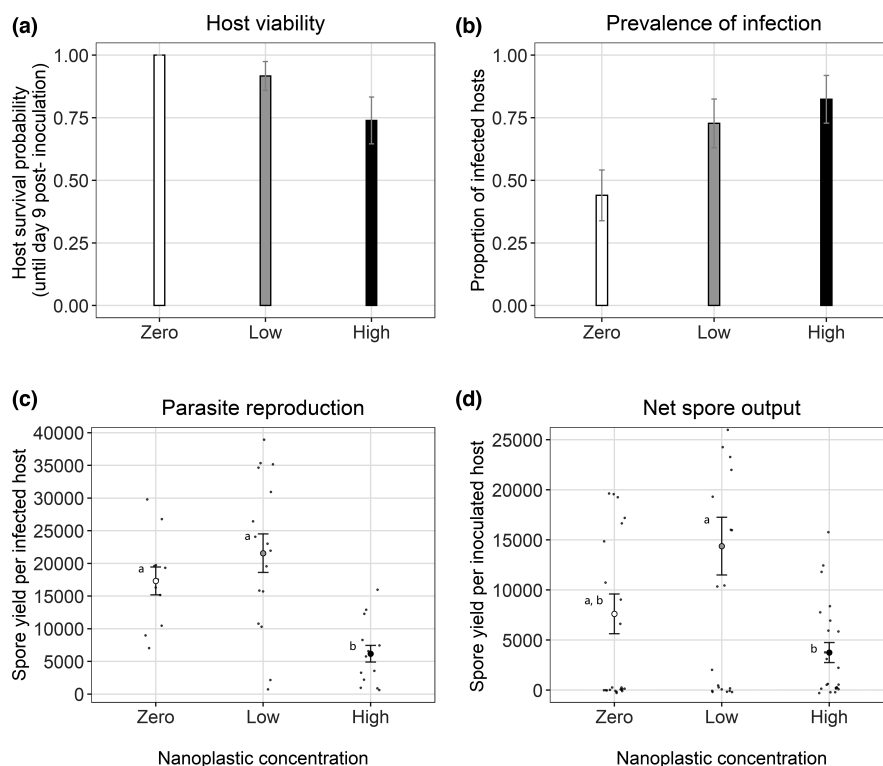 (a)
Host viability
Host survival probability
(until day 9 post- inoculation)
1.00
0.75
0.50
0.25
0.00
Zero
Low
High
(b)
Prevalence of infection
Proportion of infected hosts
1.00
0.75
0.50
0.25
0.00
Zero
Low
High
(c)
Parasite reproduction
Spore yield per infected host
40000
35000
30000
25000
20000
15000
10000
5000
0
a
a
b
Zero
Low
High
Nanoplastic concentration
(d)
Net spore output
Spore yield per inoculated host
25000
20000
15000
10000
5000
0
a, b
a
b
Zero
Low
High
Nanoplastic concentration